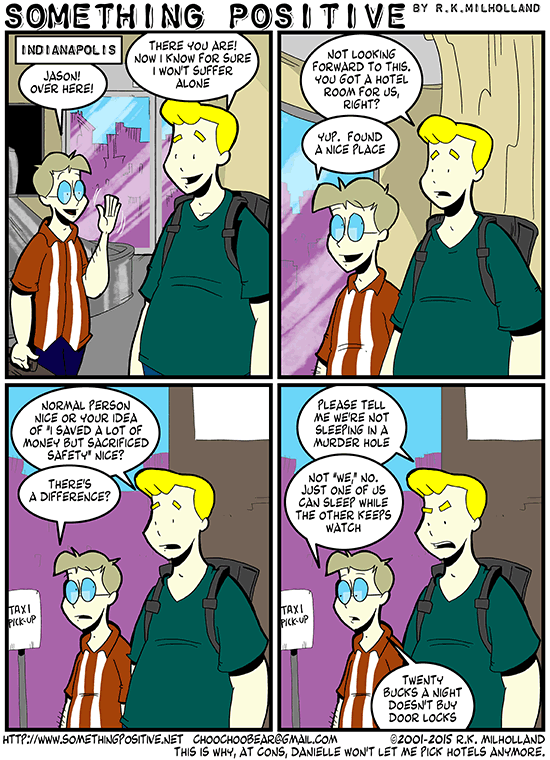 SOMETHING POSITIVE BY R.K.MILHOLLAND
INDIANAPOLIS
JASON!
OVER HERE!
THERE YOU ARE!
NOW I KNOW FOR SURE
I WON'T SUFFER
ALONE
NOT LOOKING
FORWARD TO THIS.
YOU GOT A HOTEL
ROOM FOR US,
RIGHT?
YUP. FOUND
A NICE PLACE
NORMAL PERSON
NICE OR YOUR IDEA
OF "I SAVED A LOT OF
MONEY BUT SACRIFICED
SAFETY" NICE?
THERE'S
A DIFFERENCE?
TAXI
PICK-UP
PLEASE TELL
ME WE'RE NOT
SLEEPING IN A
MURDER HOLE
NOT "WE," NO.
JUST ONE OF US
CAN SLEEP WHILE
THE OTHER KEEPS
WATCH
TAXI
PICK-UP
TWENTY
BUCKS A NIGHT
DOESN'T BUY
DOOR LOCKS
HTTP://WWW.SOMETHINGPOSITIVE.NET CHOOCHOOBEAR@GMAIL.COM ©2001-2015 R.K. MILHOLLAND
THIS IS WHY, AT CONS, DANIELLE WON'T LET ME PICK HOTELS ANYMORE.